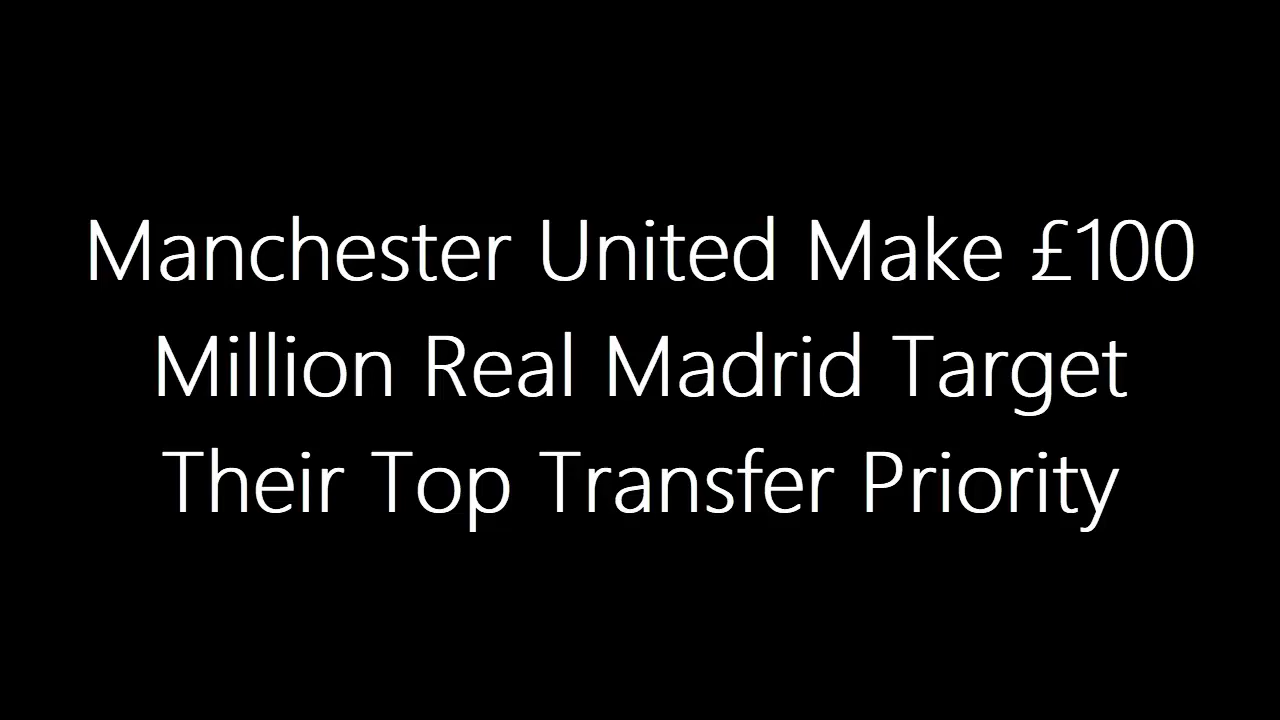 Manchester United Make £100
Million Real Madrid Target
Their Top Transfer Priority